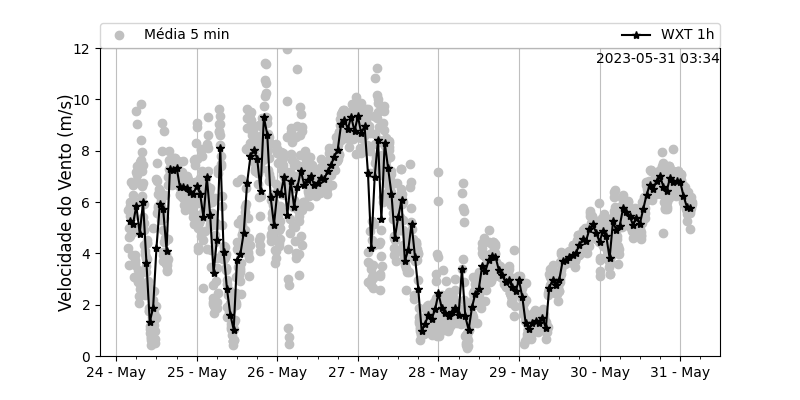 Média 5 min
WXT 1h
2023-05-31 03:34
Velocidade do Vento (m/s)
12
10
8
6
4
2
0
24 - May 25 - May 26 - May 27 - May 28 - May 29 - May 30 - May 31 - May